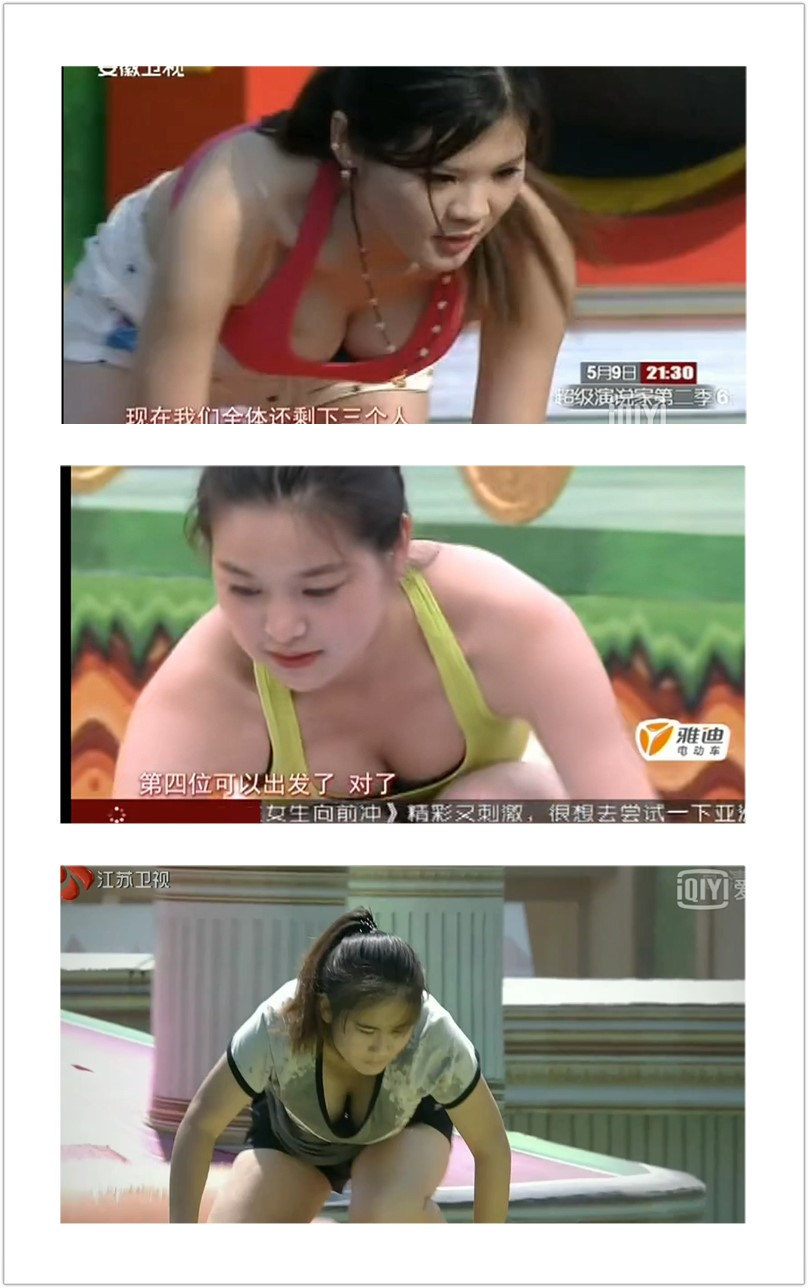 安徽卫视
5月9日 21:30
超级演说家第二季 6
iQIYI
现在我们全体还剩下三个人
雅迪
电动车
第四位可以出发了 对了
女生向前冲》精彩又刺激，很想去尝试一下亚洲
江苏卫视
iQIYI 爱